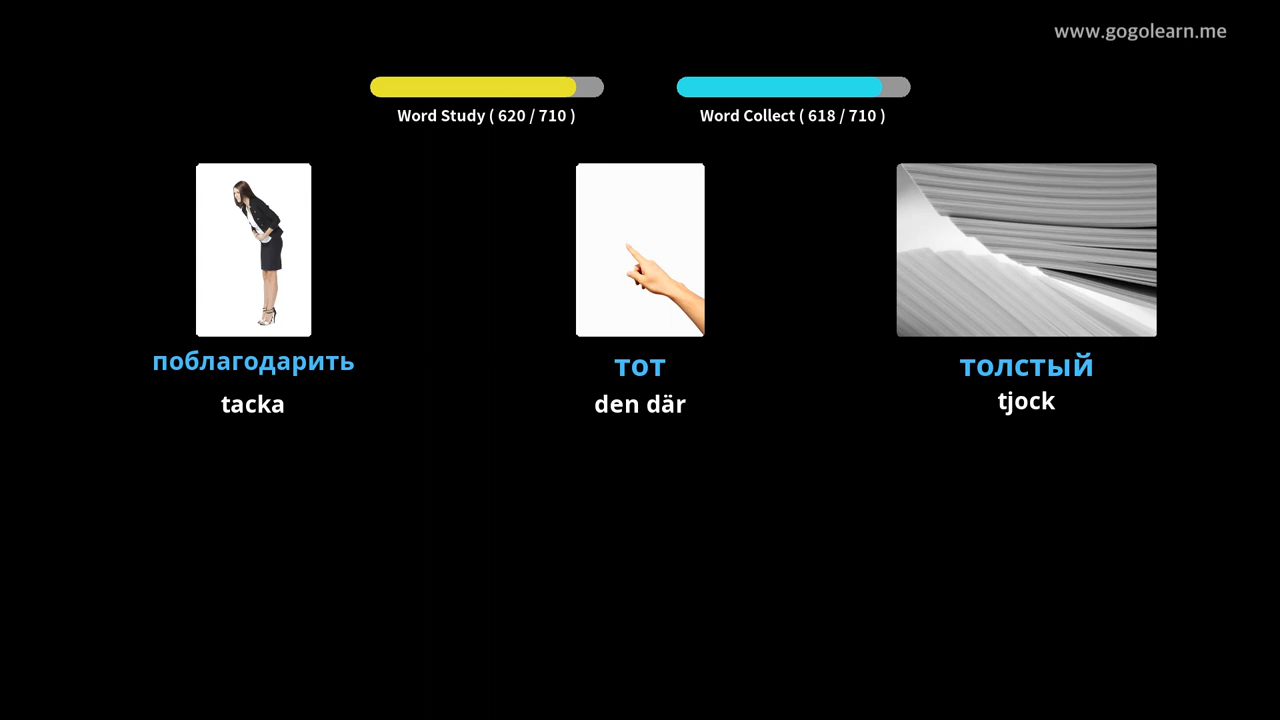 www.gogolearn.me
Word Study ( 620 / 710 )
Word Collect ( 618 / 710 )
поблагодарить
тот
толстый
tacka
den där
tjock